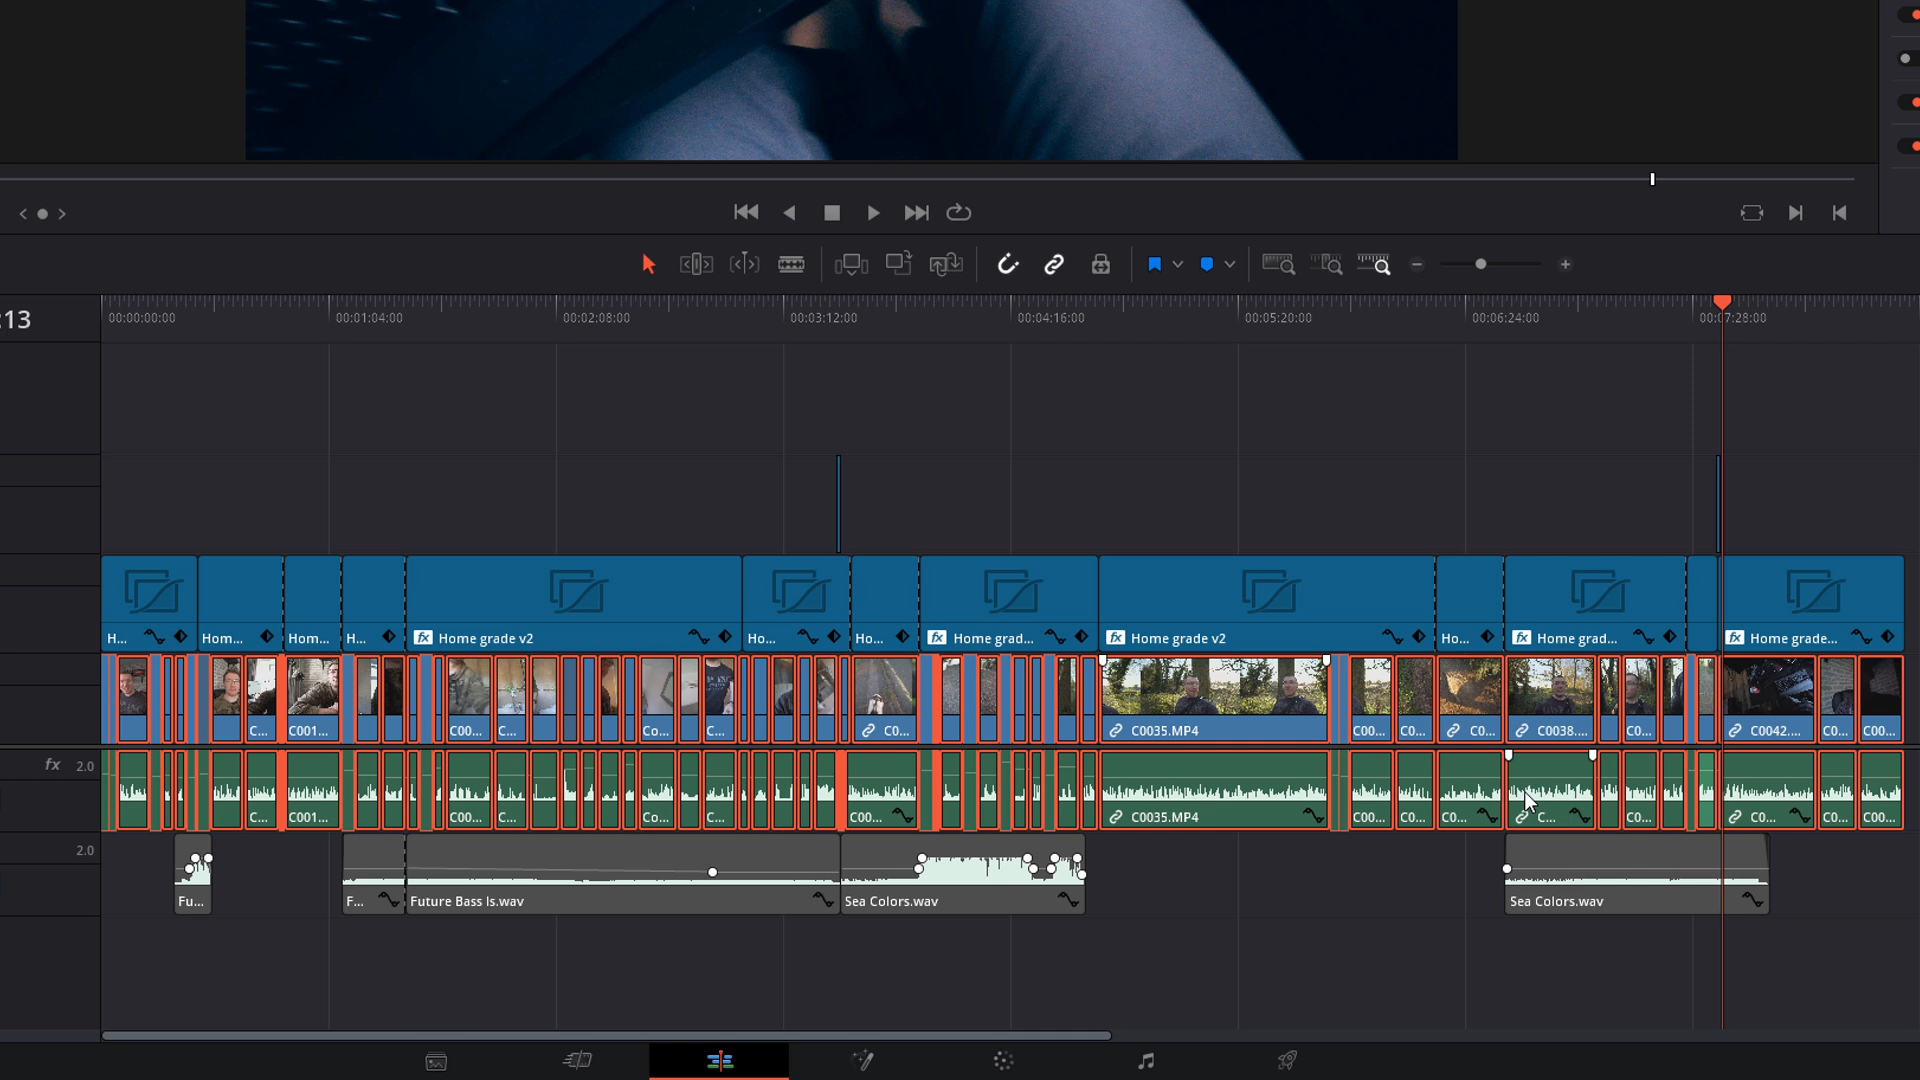 :13
00:00:00:00 00:01:04:00 00:02:08:00 00:03:12:00 00:04:16:00 00:05:20:00 00:06:24:00 00:07:28:00
H... Hom... Hom... H... fx Home grade v2 Ho... Ho... fx Home grad... fx Home grade v2 Ho... fx Home grad... fx Home grade...
C... C001... C00... C... Co... C... C0... C0035.MP4 C00... C0... C0... C0038.... C0... C0042.... C0... C00...
fx 2.0
C... C001... C00... C... Co... C... C00... C0035.MP4 C00... C0... C0... C... C0... C0... C0... C00...
2.0
Fu... F... Future Bass Is.wav Sea Colors.wav Sea Colors.wav